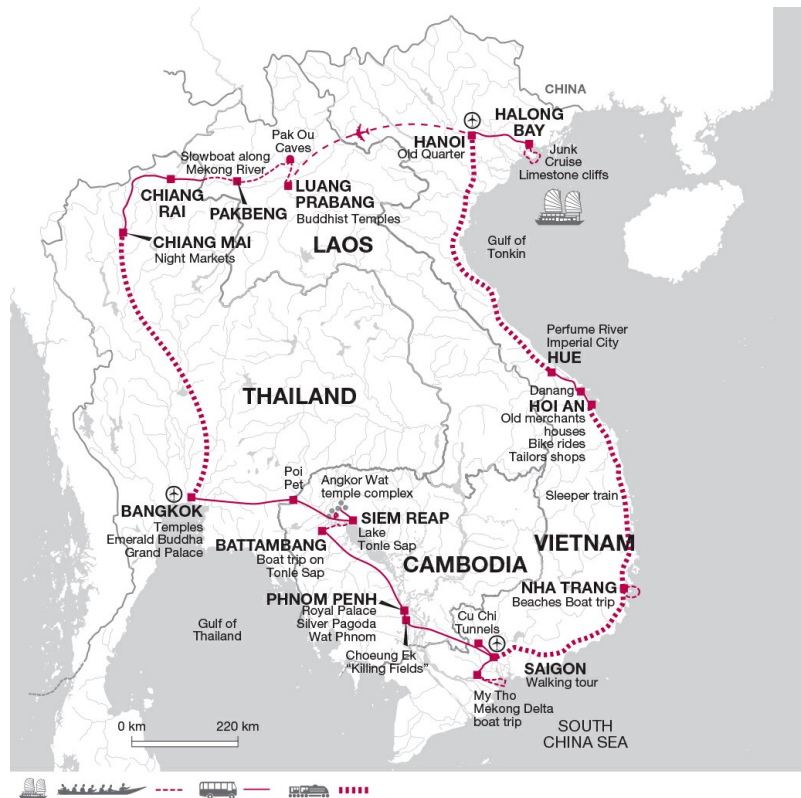 CHINA
HALONG
BAY
HANOI
Old Quarter
Junk
Cruise
Limestone cliffs
Pak Ou
Caves
Slowboat along
Mekong River
CHIANG
RAI
PAKBENG
LUANG
PRABANG
Buddhist Temples
CHIANG MAI
Night Markets
LAOS
Gulf of
Tonkin
Perfume River
Imperial City
HUE
Danang
HOI AN
Old merchants
houses
Bike rides
Tailors shops
THAILAND
Poi
Pet
Angkor Wat
temple complex
Sleeper train
BANGKOK
Temples
Emerald Buddha
Grand Palace
SIEM REAP
Lake
Tonle Sap
BATTAMBANG
Boat trip on
Tonle Sap
CAMBODIA
VIETNAM
NHA TRANG
Beaches Boat trip
PHNOM PENH
Royal Palace
Silver Pagoda
Wat Phnom
Cu Chi
Tunnels
Gulf of
Thailand
Choeung Ek
“Killing Fields”
SAIGON
Walking tour
My Tho
Mekong Delta
boat trip
0 km 220 km
SOUTH
CHINA SEA